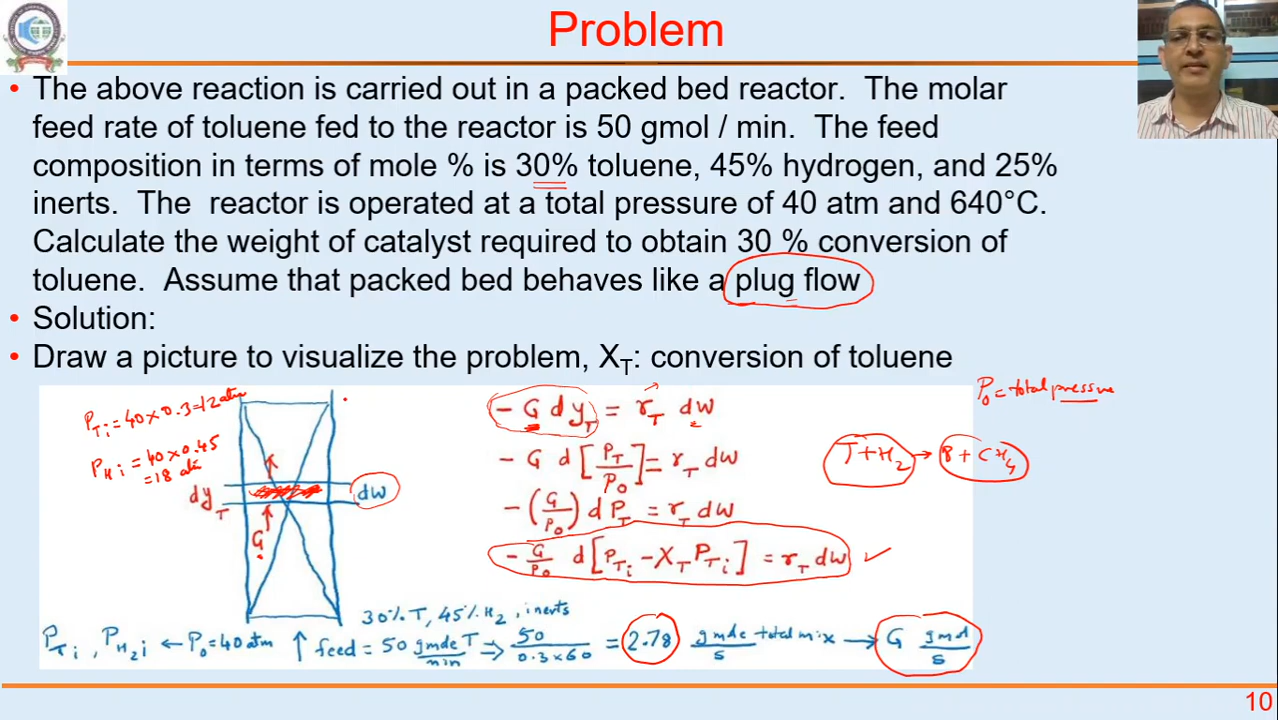 Problem
• The above reaction is carried out in a packed bed reactor. The molar
feed rate of toluene fed to the reactor is 50 gmol / min. The feed
composition in terms of mole % is 30% toluene, 45% hydrogen, and 25%
inerts. The reactor is operated at a total pressure of 40 atm and 640°C.
Calculate the weight of catalyst required to obtain 30 % conversion of
toluene. Assume that packed bed behaves like a plug flow
• Solution:
• Draw a picture to visualize the problem, X_T: conversion of toluene
P_Ti = 40 x 0.3 = 12 atm
P_Hi = 40 x 0.45
= 18 atm
dy_T
G
dw
- G dy_T = r_T dw
- G d[P_T/P_0] = r_T dw
- (G/P_0) d P_T = r_T dw
- G/P_0 d[P_Ti - X_T P_Ti] = r_T dw ✓
P_0 = total pressure
T + H_2 → B + CH_4
30% T, 45% H_2, inerts
P_Ti, P_H2i ← P_0 = 40 atm ↑ feed = 50 gmole T/min ⇒ 50/(0.3 x 60) = 2.78 gmole total mix/s → G gmol/s
10